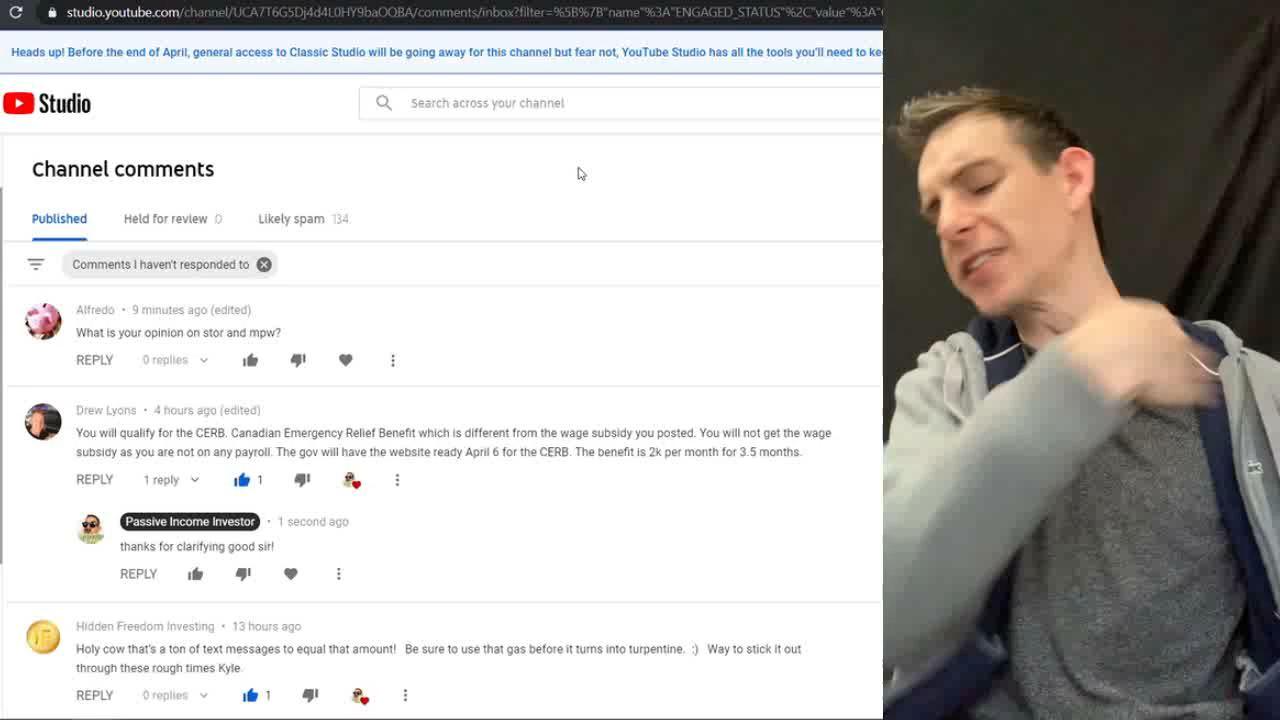 studio.youtube.com/channel/UCA7T6G5Dj4d4L0HY9baOQBA/comments/inbox?filter=%5B%7B"name"%3A"ENGAGED_STATUS"%2C"value"%3A"
Heads up! Before the end of April, general access to Classic Studio will be going away for this channel but fear not, YouTube Studio has all the tools you'll need to ke
Studio
Search across your channel
Channel comments
Published Held for review 0 Likely spam 134
Comments I haven't responded to
Alfredo • 9 minutes ago (edited)
What is your opinion on stor and mpw?
REPLY 0 replies
Drew Lyons • 4 hours ago (edited)
You will qualify for the CERB. Canadian Emergency Relief Benefit which is different from the wage subsidy you posted. You will not get the wage
subsidy as you are not on any payroll. The gov will have the website ready April 6 for the CERB. The benefit is 2k per month for 3.5 months.
REPLY 1 reply 1
Passive Income Investor • 1 second ago
thanks for clarifying good sir!
REPLY
Hidden Freedom Investing • 13 hours ago
Holy cow that's a ton of text messages to equal that amount! Be sure to use that gas before it turns into turpentine. :) Way to stick it out
through these rough times Kyle.
REPLY 0 replies 1